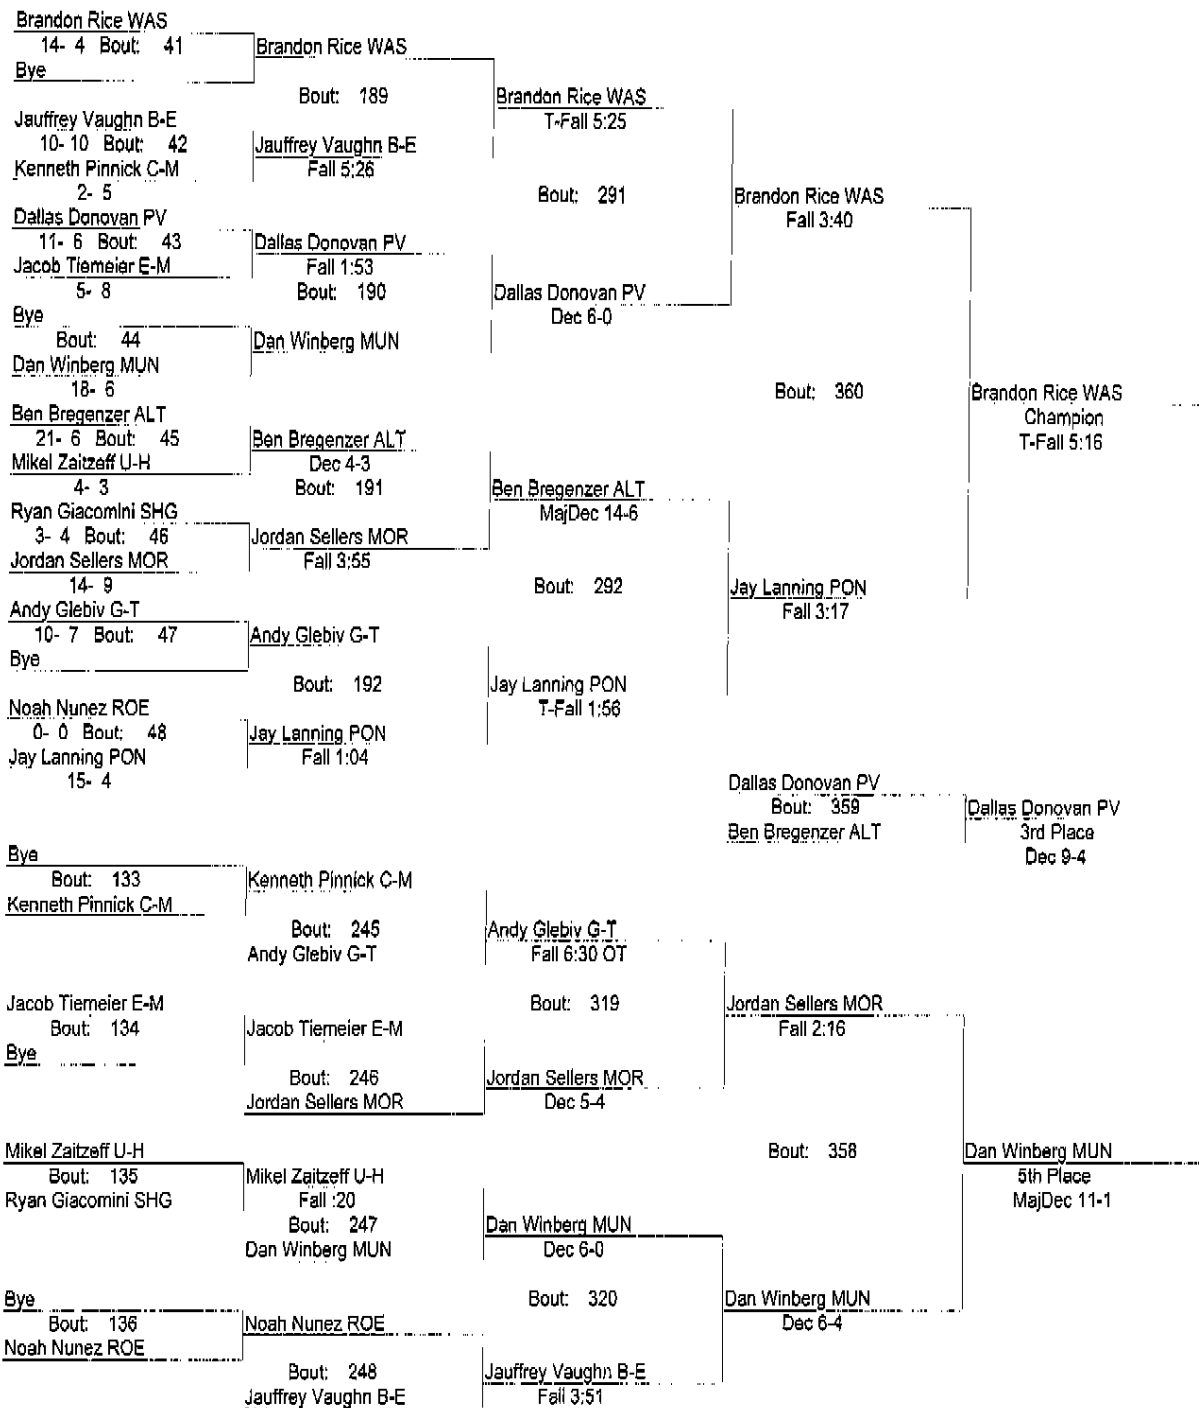 Brandon Rice WAS
14- 4 Bout: 41
Bye
Brandon Rice WAS
Bout: 189
Jauffrey Vaughn B-E
10- 10 Bout: 42
Kenneth Pinnick C-M
2- 5
Jauffrey Vaughn B-E
Fall 5:26
Brandon Rice WAS
T-Fall 5:25
Bout: 291
Dallas Donovan PV
11- 6 Bout: 43
Jacob Tiemeier E-M
5- 8
Dallas Donovan PV
Fall 1:53
Bout: 190
Bye
Bout: 44
Dan Winberg MUN
18- 6
Dan Winberg MUN
Dallas Donovan PV
Dec 6-0
Brandon Rice WAS
Fall 3:40
Bout: 360
Ben Bregenzer ALT
21- 6 Bout: 45
Mikel Zaitzeff U-H
4- 3
Ben Bregenzer ALT
Dec 4-3
Bout: 191
Ryan Giacomini SHG
3- 4 Bout: 46
Jordan Sellers MOR
14- 9
Jordan Sellers MOR
Fall 3:55
Ben Bregenzer ALT
MajDec 14-6
Bout: 292
Andy Glebiv G-T
10- 7 Bout: 47
Bye
Andy Glebiv G-T
Bout: 192
Noah Nunez ROE
0- 0 Bout: 48
Jay Lanning PON
15- 4
Jay Lanning PON
Fall 1:04
Jay Lanning PON
T-Fall 1:56
Jay Lanning PON
Fall 3:17
Brandon Rice WAS
Champion
T-Fall 5:16
Dallas Donovan PV
Bout: 359
Ben Bregenzer ALT
Dallas Donovan PV
3rd Place
Dec 9-4
Bye
Bout: 133
Kenneth Pinnick C-M
Kenneth Pinnick C-M
Bout: 245
Andy Glebiv G-T
Andy Glebiv G-T
Fall 6:30 OT
Bout: 319
Jacob Tiemeier E-M
Bout: 134
Bye
Jacob Tiemeier E-M
Bout: 246
Jordan Sellers MOR
Jordan Sellers MOR
Dec 5-4
Jordan Sellers MOR
Fall 2:16
Bout: 358
Mikel Zaitzeff U-H
Bout: 135
Ryan Giacomini SHG
Mikel Zaitzeff U-H
Fall :20
Bout: 247
Dan Winberg MUN
Dan Winberg MUN
Dec 6-0
Bout: 320
Bye
Bout: 136
Noah Nunez ROE
Noah Nunez ROE
Bout: 248
Jauffrey Vaughn B-E
Jauffrey Vaughn B-E
Fall 3:51
Dan Winberg MUN
Dec 6-4
Dan Winberg MUN
5th Place
MajDec 11-1